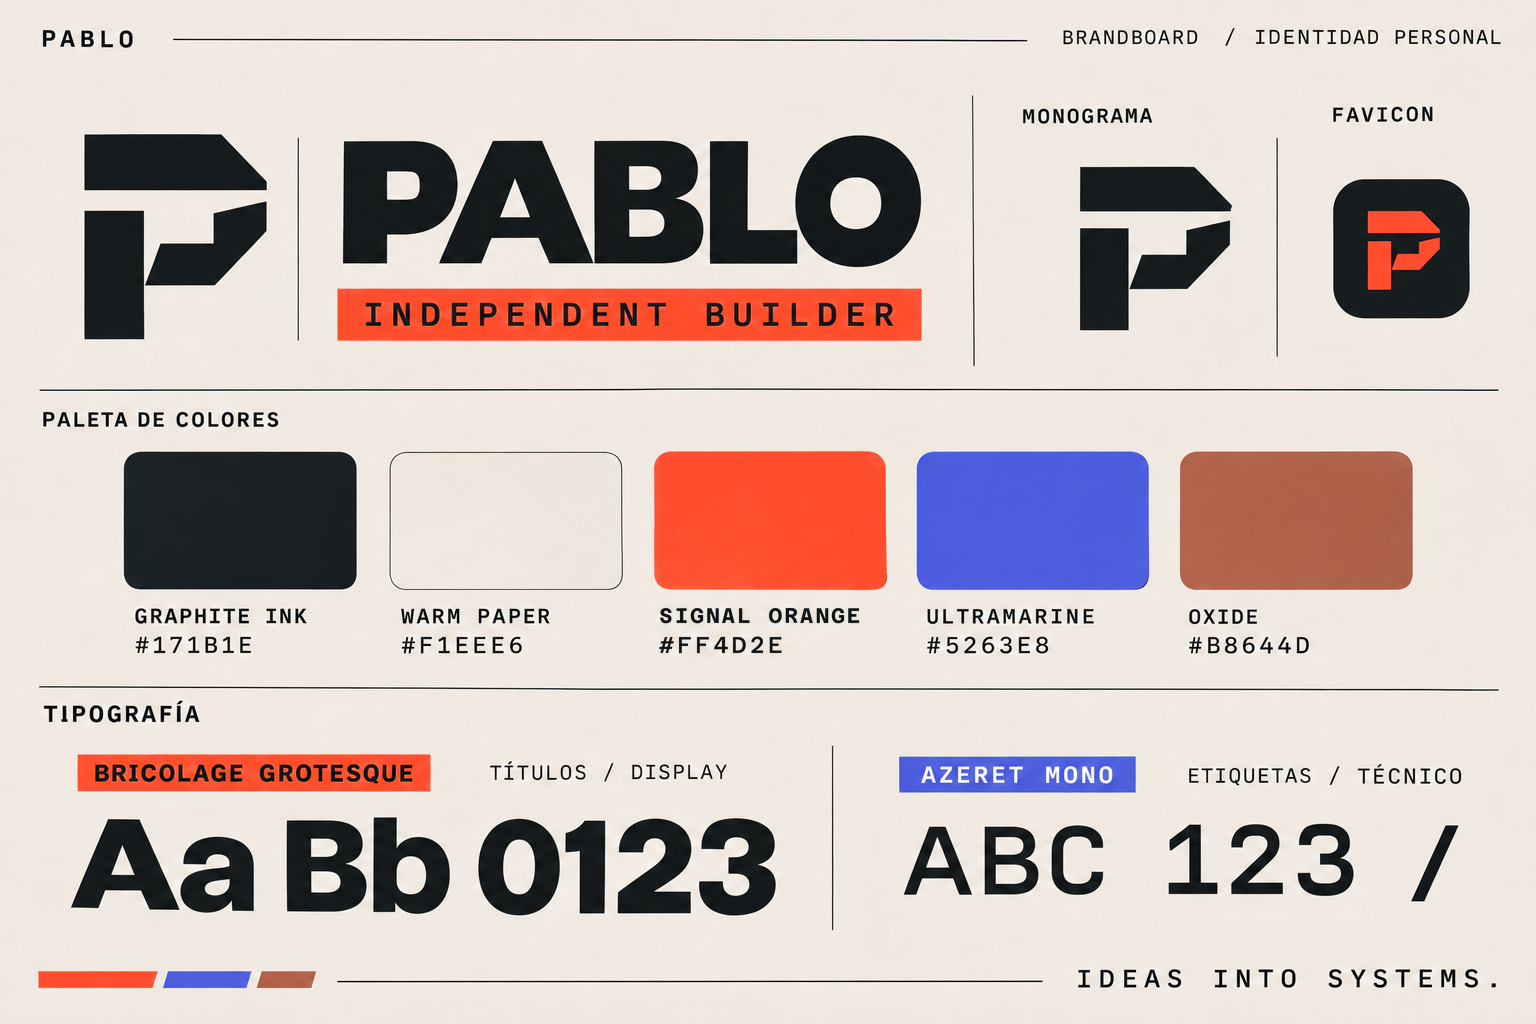 PABLO
BRANDBOARD / IDENTIDAD PERSONAL
PABLO
INDEPENDENT BUILDER
MONOGRAMA
FAVICON
PALETA DE COLORES
GRAPHITE INK
#171B1E
WARM PAPER
#F1EEE6
SIGNAL ORANGE
#FF4D2E
ULTRAMARINE
#5263E8
OXIDE
#B8644D
TIPOGRAFÍA
BRICOLAGE GROTESQUE
TÍTULOS / DISPLAY
Aa Bb 0123
AZERET MONO
ETIQUETAS / TÉCNICO
ABC 123 /
IDEAS INTO SYSTEMS.